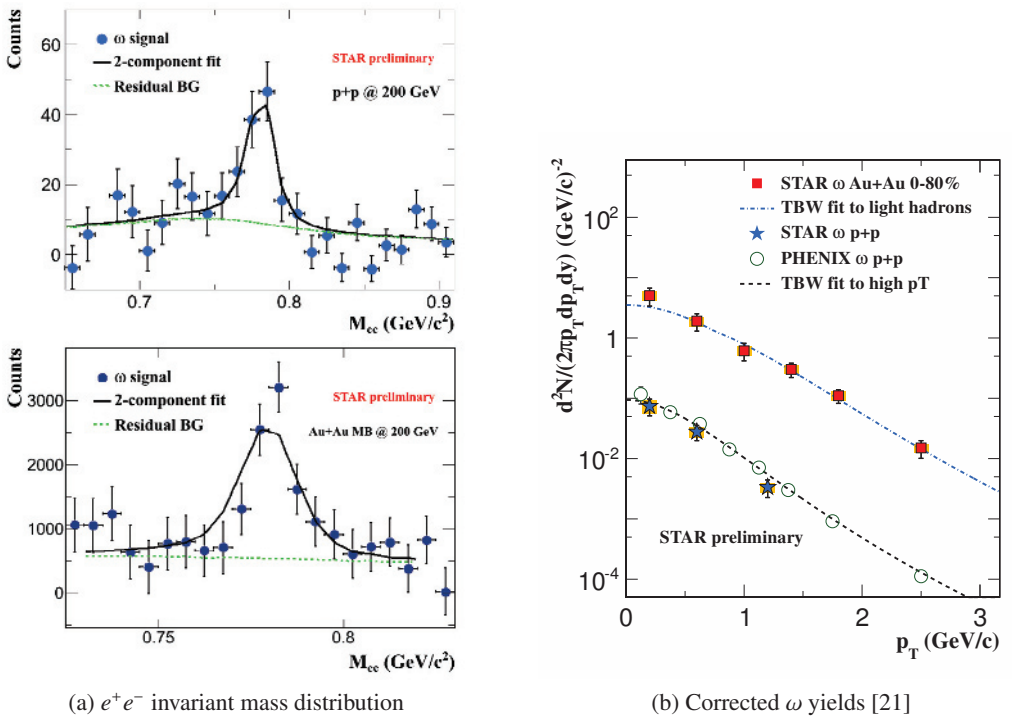 Counts
60
40
20
0
ω signal
2-component fit
Residual BG
STAR preliminary
p+p @ 200 GeV
0.7
0.8
0.9
M_ee (GeV/c²)
Counts
3000
2500
2000
1500
1000
500
0
ω signal
2-component fit
Residual BG
STAR preliminary
Au+Au MB @ 200 GeV
0.75
0.8
M_ee (GeV/c²)
(a) e⁺e⁻ invariant mass distribution
d²N/(2πp_T dp_T dy) (GeV/c)⁻²
10²
1
10⁻²
10⁻⁴
STAR ω Au+Au 0-80%
TBW fit to light hadrons
STAR ω p+p
PHENIX ω p+p
TBW fit to high pT
STAR preliminary
0
1
2
3
p_T (GeV/c)
(b) Corrected ω yields [21]